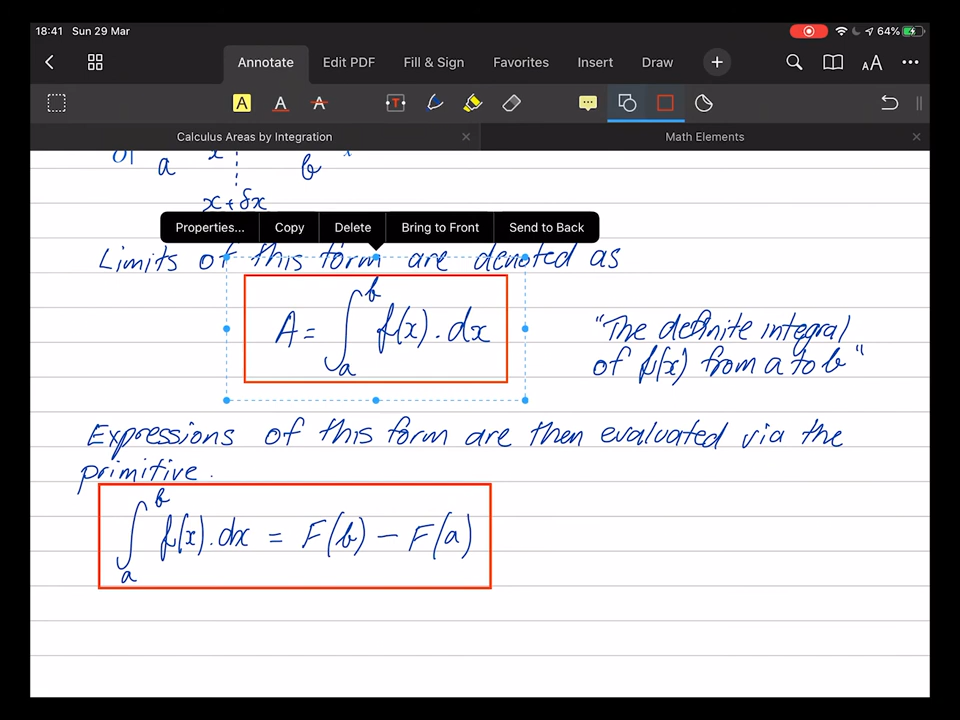 18:41 Sun 29 Mar 64%
Annotate Edit PDF Fill & Sign Favorites Insert Draw
Calculus Areas by Integration Math Elements
a x b x
x + δx
Properties... Copy Delete Bring to Front Send to Back
Limits of this form are denoted as
A = ∫ₐᵇ f(x) . dx
"The definite integral
of f(x) from a to b"
Expressions of this form are then evaluated via the
primitive.
∫ₐᵇ f(x) . dx = F(b) − F(a)